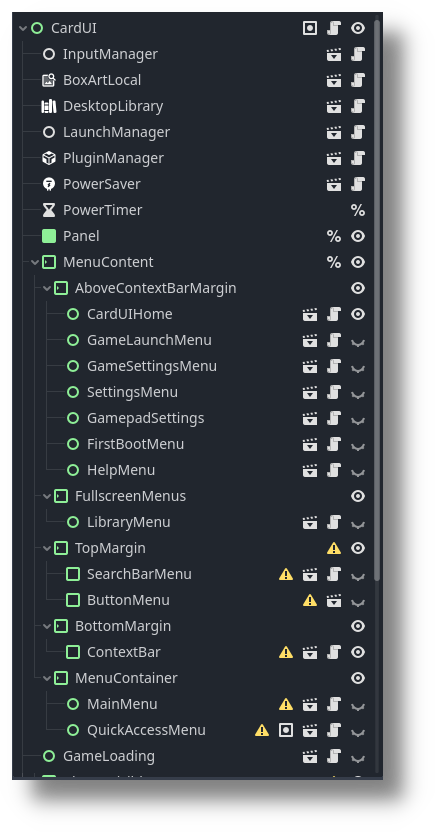 CardUI
InputManager
BoxArtLocal
DesktopLibrary
LaunchManager
PluginManager
PowerSaver
PowerTimer %
Panel %
MenuContent %
AboveContextBarMargin
CardUIHome
GameLaunchMenu
GameSettingsMenu
SettingsMenu
GamepadSettings
FirstBootMenu
HelpMenu
FullscreenMenus
LibraryMenu
TopMargin
SearchBarMenu
ButtonMenu
BottomMargin
ContextBar
MenuContainer
MainMenu
QuickAccessMenu
GameLoading